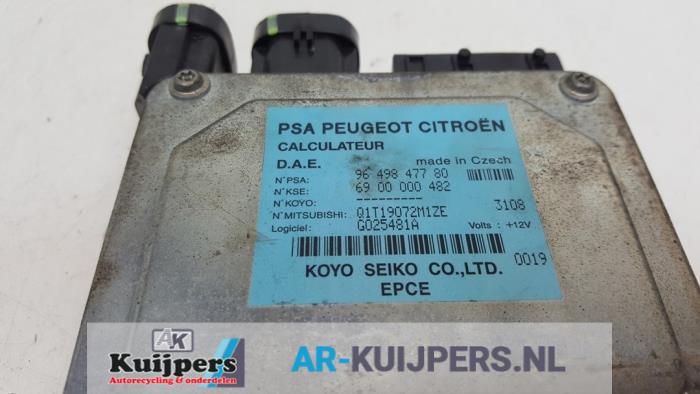 PSA PEUGEOT CITROËN
CALCULATEUR
D.A.E. made in Czech
N°PSA: 96 498 477 80
N°KSE: 69 00 000 482
N°KOYO: ---------
N°MITSUBISHI: Q1T19072M1ZE 3108
Logiciel: G025481A Volts : +12V
0019
KOYO SEIKO CO.,LTD.
EPCE
AK
Kuijpers
Autorecycling & onderdelen
AR-KUIJPERS.NL